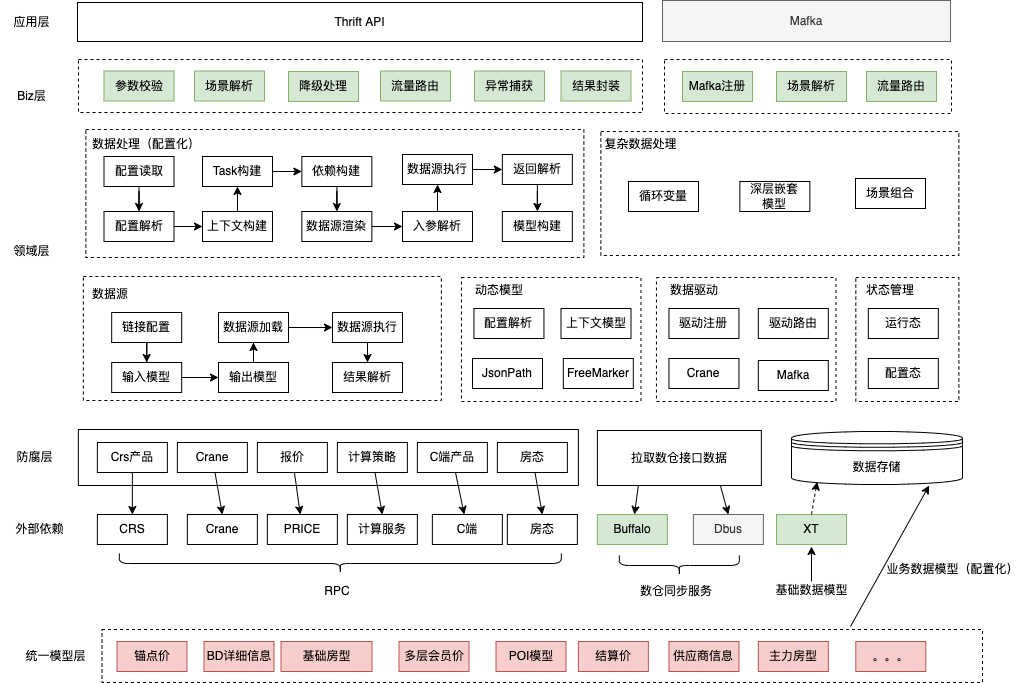 应用层
Thrift API
Kafka
Biz层
参数校验
场景解析
降级处理
流量路由
异常捕获
结果封装
Mafka注册
场景解析
流量路由
领域层
数据处理（配置化）
配置读取
Task构建
依赖构建
数据源执行
返回解析
配置解析
上下文构建
数据源渲染
入参解析
模型构建
复杂数据处理
循环变量
深层嵌套
模型
场景组合
数据源
链接配置
数据源加载
数据源执行
输入模型
输出模型
结果解析
动态模型
配置解析
上下文模型
JsonPath
FreeMarker
数据驱动
驱动注册
驱动路由
Crane
Mafka
状态管理
运行态
配置态
防腐层
Crs产品
Crane
报价
计算策略
C端产品
房态
拉取数仓接口数据
数据存储
外部依赖
CRS
Crane
PRICE
计算服务
C端
房态
Buffalo
Dbus
XT
RPC
数仓同步服务
基础数据模型
业务数据模型（配置化）
统一模型层
锚点价
BD详细信息
基础房型
多层会员价
POI模型
结算价
供应商信息
主力房型
。。。